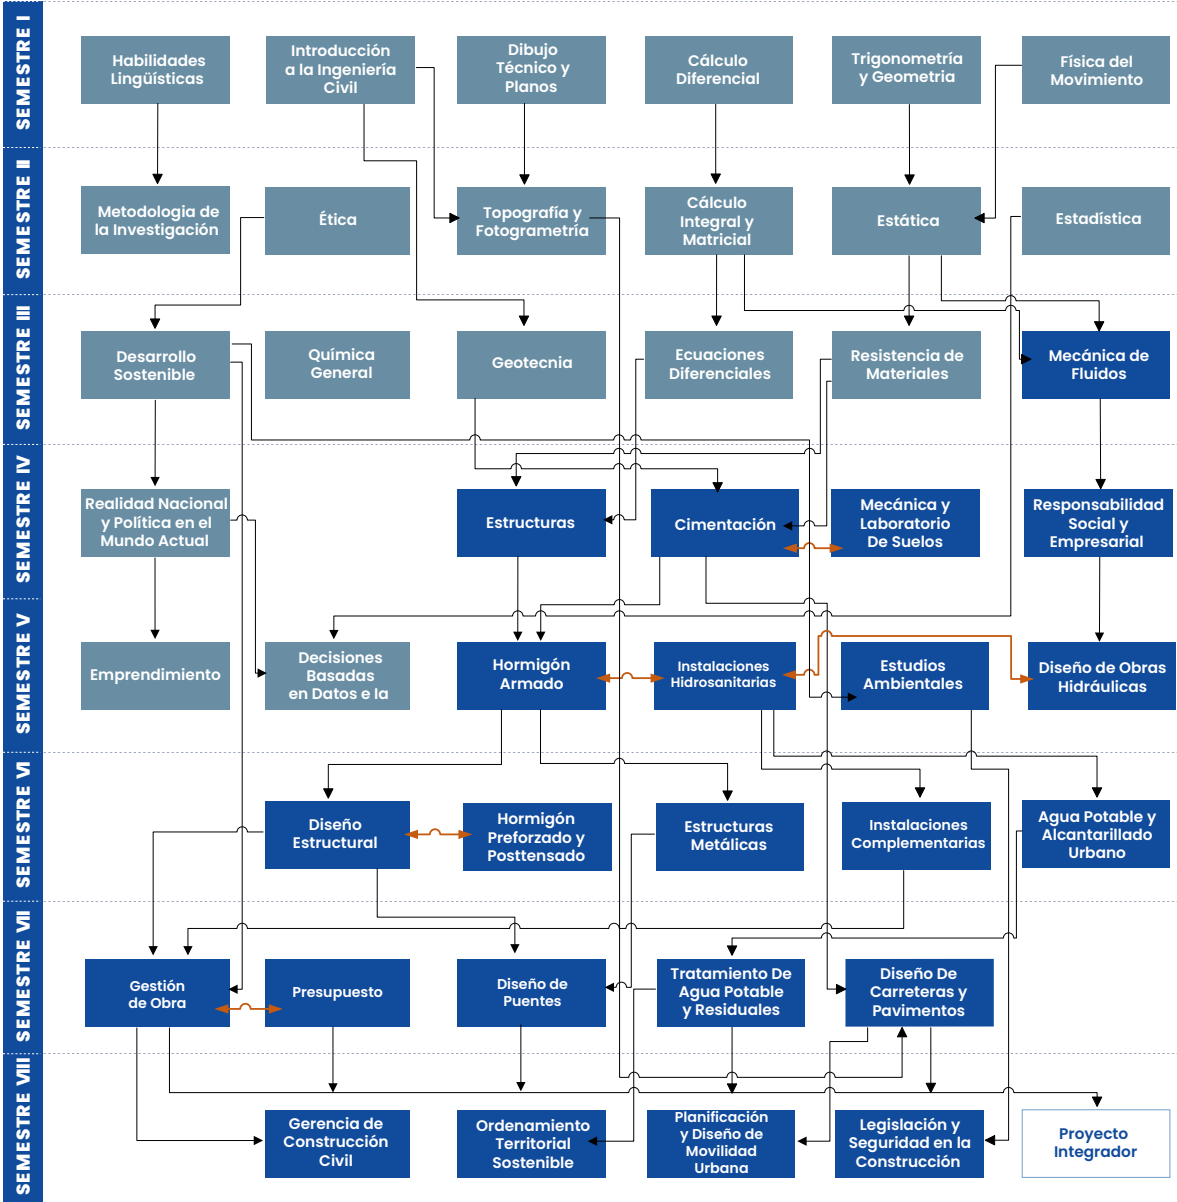 SEMESTRE I
Habilidades
Lingüísticas
Introducción
a la Ingeniería
Civil
Dibujo
Técnico y
Planos
Cálculo
Diferencial
Trigonometría
y Geometria
Física del
Movimiento
SEMESTRE II
Metodologia de
la Investigación
Ética
Topografía y
Fotogrametría
Cálculo
Integral y
Matricial
Estática
Estadística
SEMESTRE III
Desarrollo
Sostenible
Química
General
Geotecnia
Ecuaciones
Diferenciales
Resistencia de
Materiales
Mecánica de
Fluidos
SEMESTRE IV
Realidad Nacional
y Política en el
Mundo Actual
Estructuras
Cimentación
Mecánica y
Laboratorio
De Suelos
Responsabilidad
Social y
Empresarial
SEMESTRE V
Emprendimiento
Decisiones
Basadas
en Datos e la
Hormigón
Armado
Instalaciones
Hidrosanitarias
Estudios
Ambientales
Diseño de Obras
Hidráulicas
SEMESTRE VI
Diseño
Estructural
Hormigón
Preforzado y
Posttensado
Estructuras
Metálicas
Instalaciones
Complementarias
Agua Potable y
Alcantarillado
Urbano
SEMESTRE VII
Gestión
de Obra
Presupuesto
Diseño de
Puentes
Tratamiento De
Agua Potable
y Residuales
Diseño De
Carreteras y
Pavimentos
SEMESTRE VIII
Gerencia de
Construcción
Civil
Ordenamiento
Territorial
Sostenible
Planificación
y Diseño de
Movilidad
Urbana
Legislación y
Seguridad en la
Construcción
Proyecto
Integrador